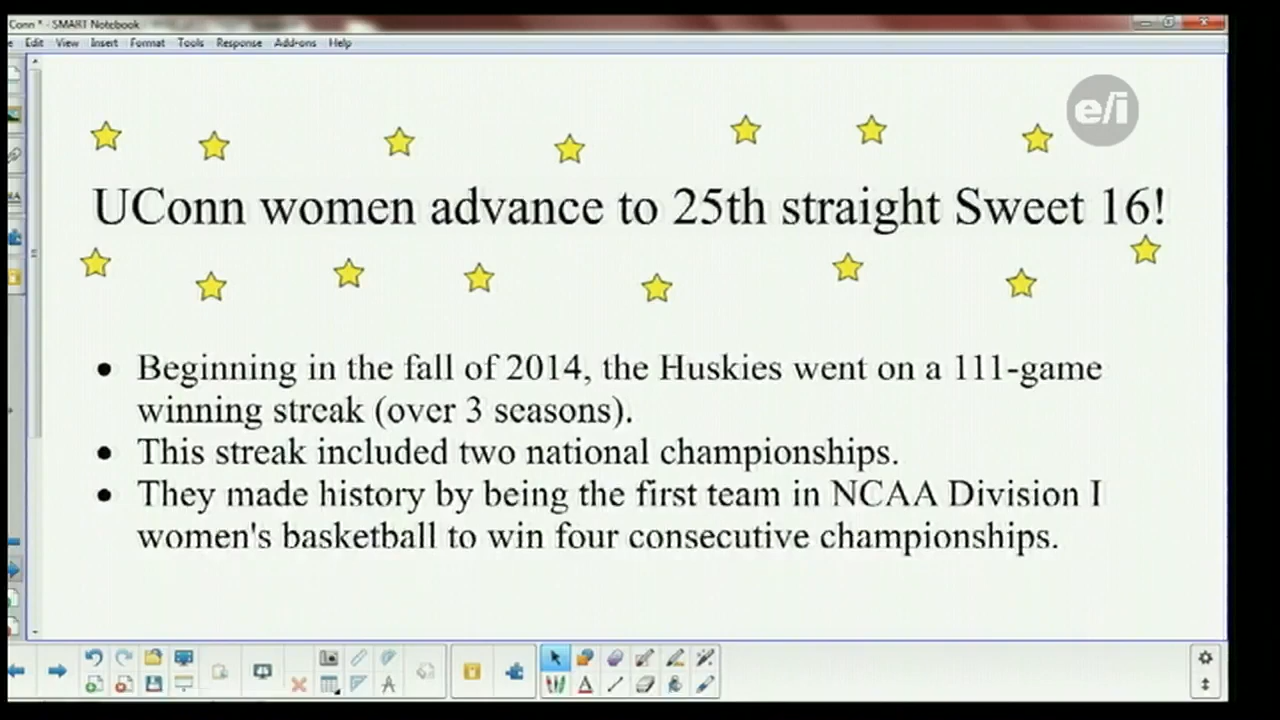 Conn * - SMART Notebook
Edit View Insert Format Tools Response Add-ons Help
e/i
UConn women advance to 25th straight Sweet 16!
• Beginning in the fall of 2014, the Huskies went on a 111-game
winning streak (over 3 seasons).
• This streak included two national championships.
• They made history by being the first team in NCAA Division I
women's basketball to win four consecutive championships.